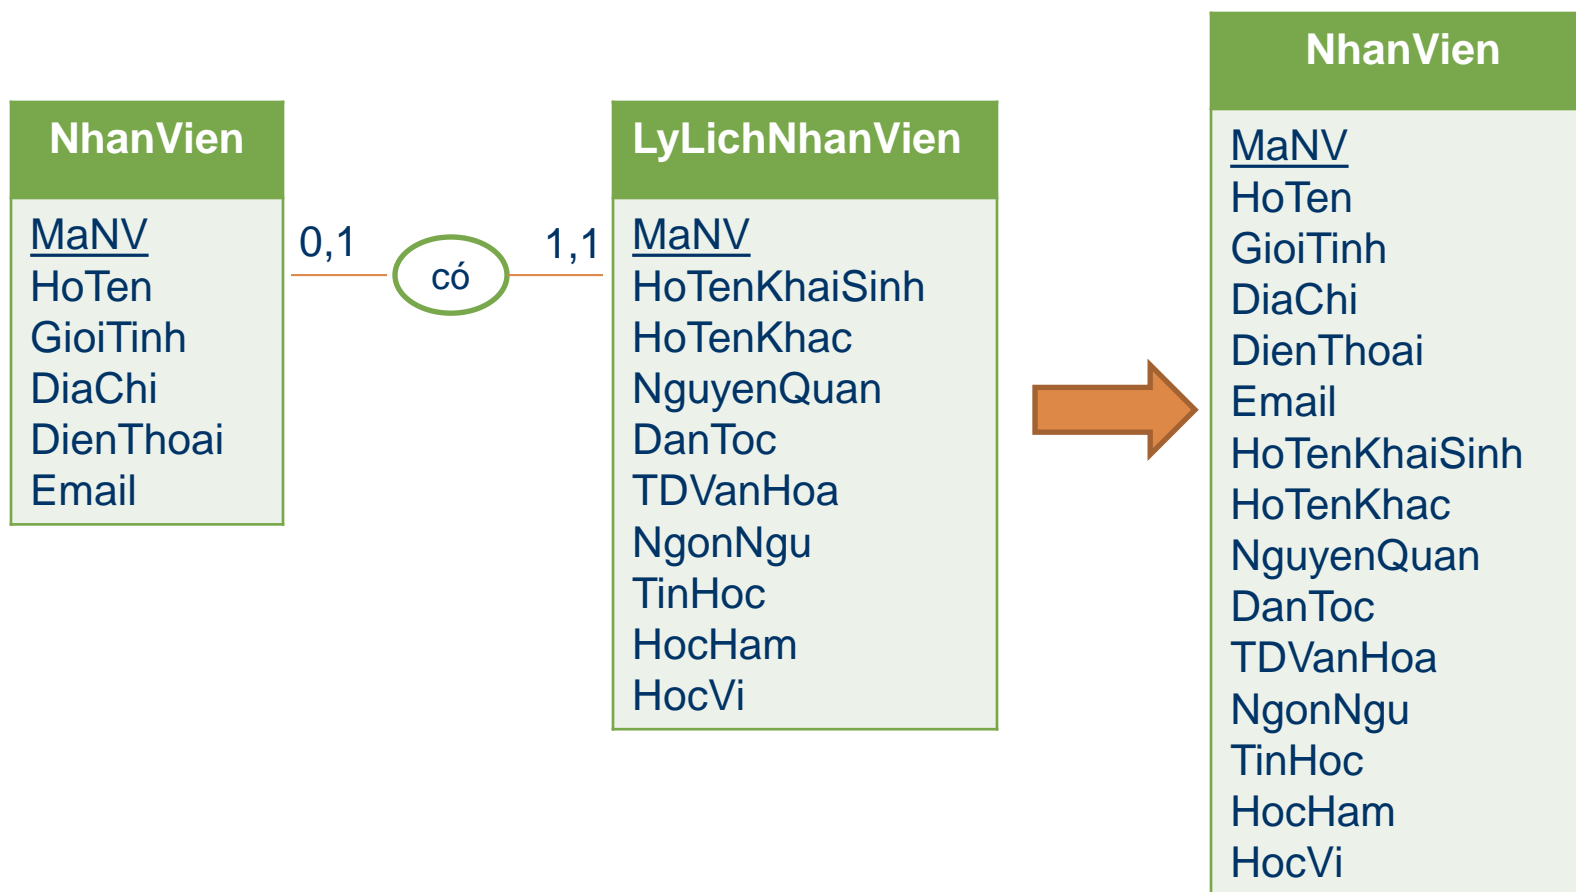 NhanVien
MaNV
HoTen
GioiTinh
DiaChi
DienThoai
Email
0,1
có
1,1
LyLichNhanVien
MaNV
HoTenKhaiSinh
HoTenKhac
NguyenQuan
DanToc
TDVanHoa
NgonNgu
TinHoc
HocHam
HocVi
NhanVien
MaNV
HoTen
GioiTinh
DiaChi
DienThoai
Email
HoTenKhaiSinh
HoTenKhac
NguyenQuan
DanToc
TDVanHoa
NgonNgu
TinHoc
HocHam
HocVi